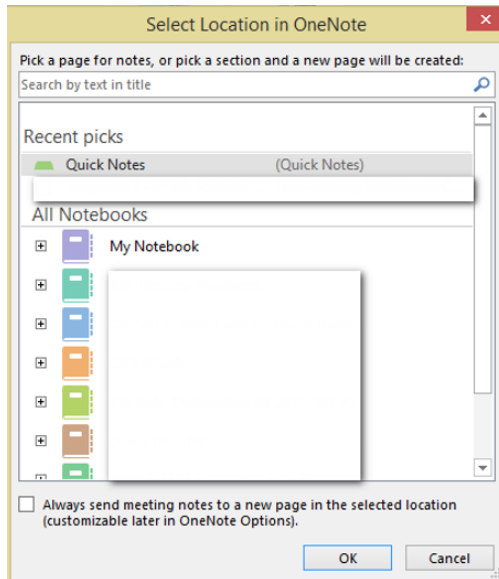 Select Location in OneNote
Pick a page for notes, or pick a section and a new page will be created:
Search by text in title
Recent picks
Quick Notes (Quick Notes)
All Notebooks
My Notebook
Always send meeting notes to a new page in the selected location
(customizable later in OneNote Options).
OK Cancel